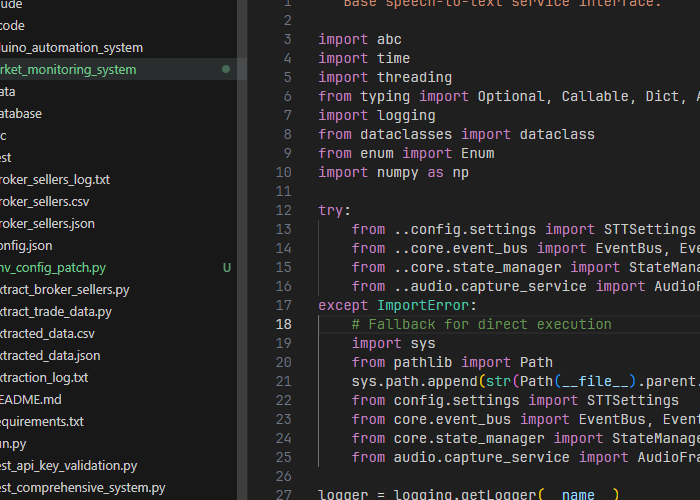 code
uino_automation_system
rket_monitoring_system
ata
atabase
rc
est
roker_sellers_log.txt
roker_sellers.csv
roker_sellers.json
onfig.json
nv_config_patch.py U
xtract_broker_sellers.py
xtract_trade_data.py
xtracted_data.csv
xtracted_data.json
xtraction_log.txt
EADME.md
equirements.txt
un.py
est_api_key_validation.py
est_comprehensive_system.py
1 Base speech-to-text service interface.
2
3 import abc
4 import time
5 import threading
6 from typing import Optional, Callable, Dict,
7 import logging
8 from dataclasses import dataclass
9 from enum import Enum
10 import numpy as np
11
12 try:
13 from ..config.settings import STTSettings
14 from ..core.event_bus import EventBus, Eve
15 from ..core.state_manager import StateMana
16 from ..audio.capture_service import AudioF
17 except ImportError:
18 # Fallback for direct execution
19 import sys
20 from pathlib import Path
21 sys.path.append(str(Path(__file__).parent.
22 from config.settings import STTSettings
23 from core.event_bus import EventBus, Event
24 from core.state_manager import StateManage
25 from audio.capture_service import AudioFra
26
27 logger = logging.getLogger(__name__)